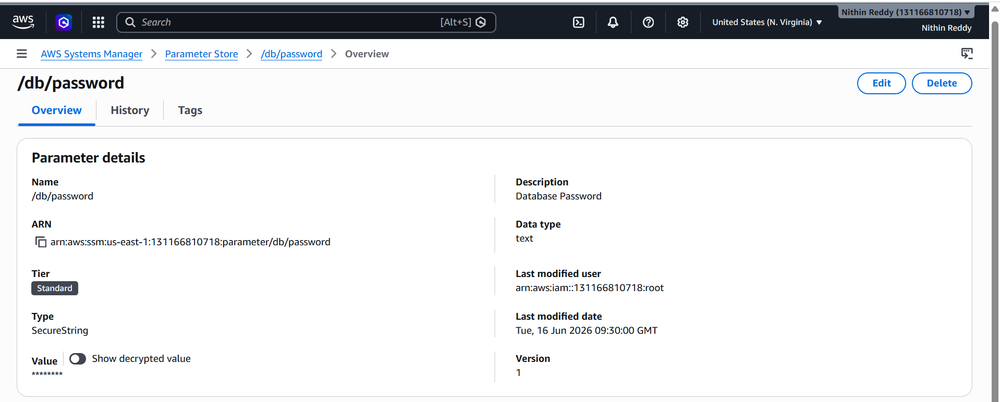 aws
Search [Alt+S]
United States (N. Virginia)
Nithin Reddy (131166810718)
Nithin Reddy
AWS Systems Manager > Parameter Store > /db/password > Overview
/db/password
Edit
Delete
Overview
History
Tags
Parameter details
Name
/db/password
Description
Database Password
ARN
arn:aws:ssm:us-east-1:131166810718:parameter/db/password
Data type
text
Tier
Standard
Last modified user
arn:aws:iam::131166810718:root
Type
SecureString
Last modified date
Tue, 16 Jun 2026 09:30:00 GMT
Value Show decrypted value
********
Version
1